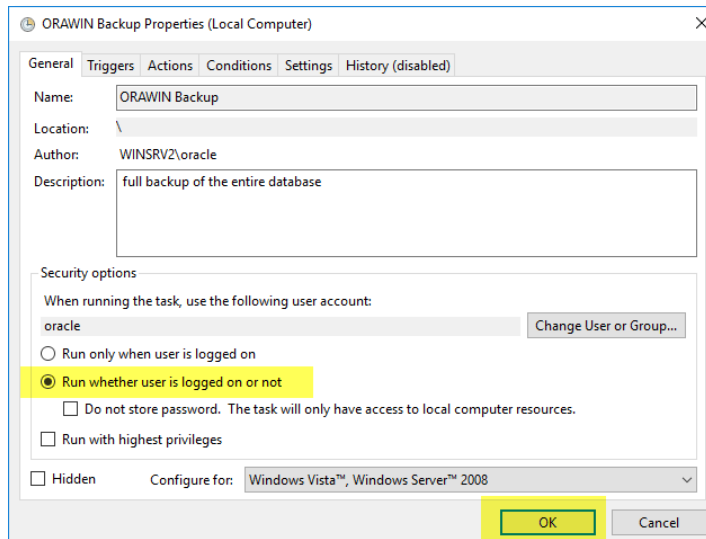 ORAWIN Backup Properties (Local Computer)
General Triggers Actions Conditions Settings History (disabled)
Name: ORAWIN Backup
Location: \
Author: WINSRV2\oracle
Description: full backup of the entire database
Security options
When running the task, use the following user account:
oracle Change User or Group...
Run only when user is logged on
Run whether user is logged on or not
Do not store password. The task will only have access to local computer resources.
Run with highest privileges
Hidden Configure for: Windows Vista™, Windows Server™ 2008
OK Cancel